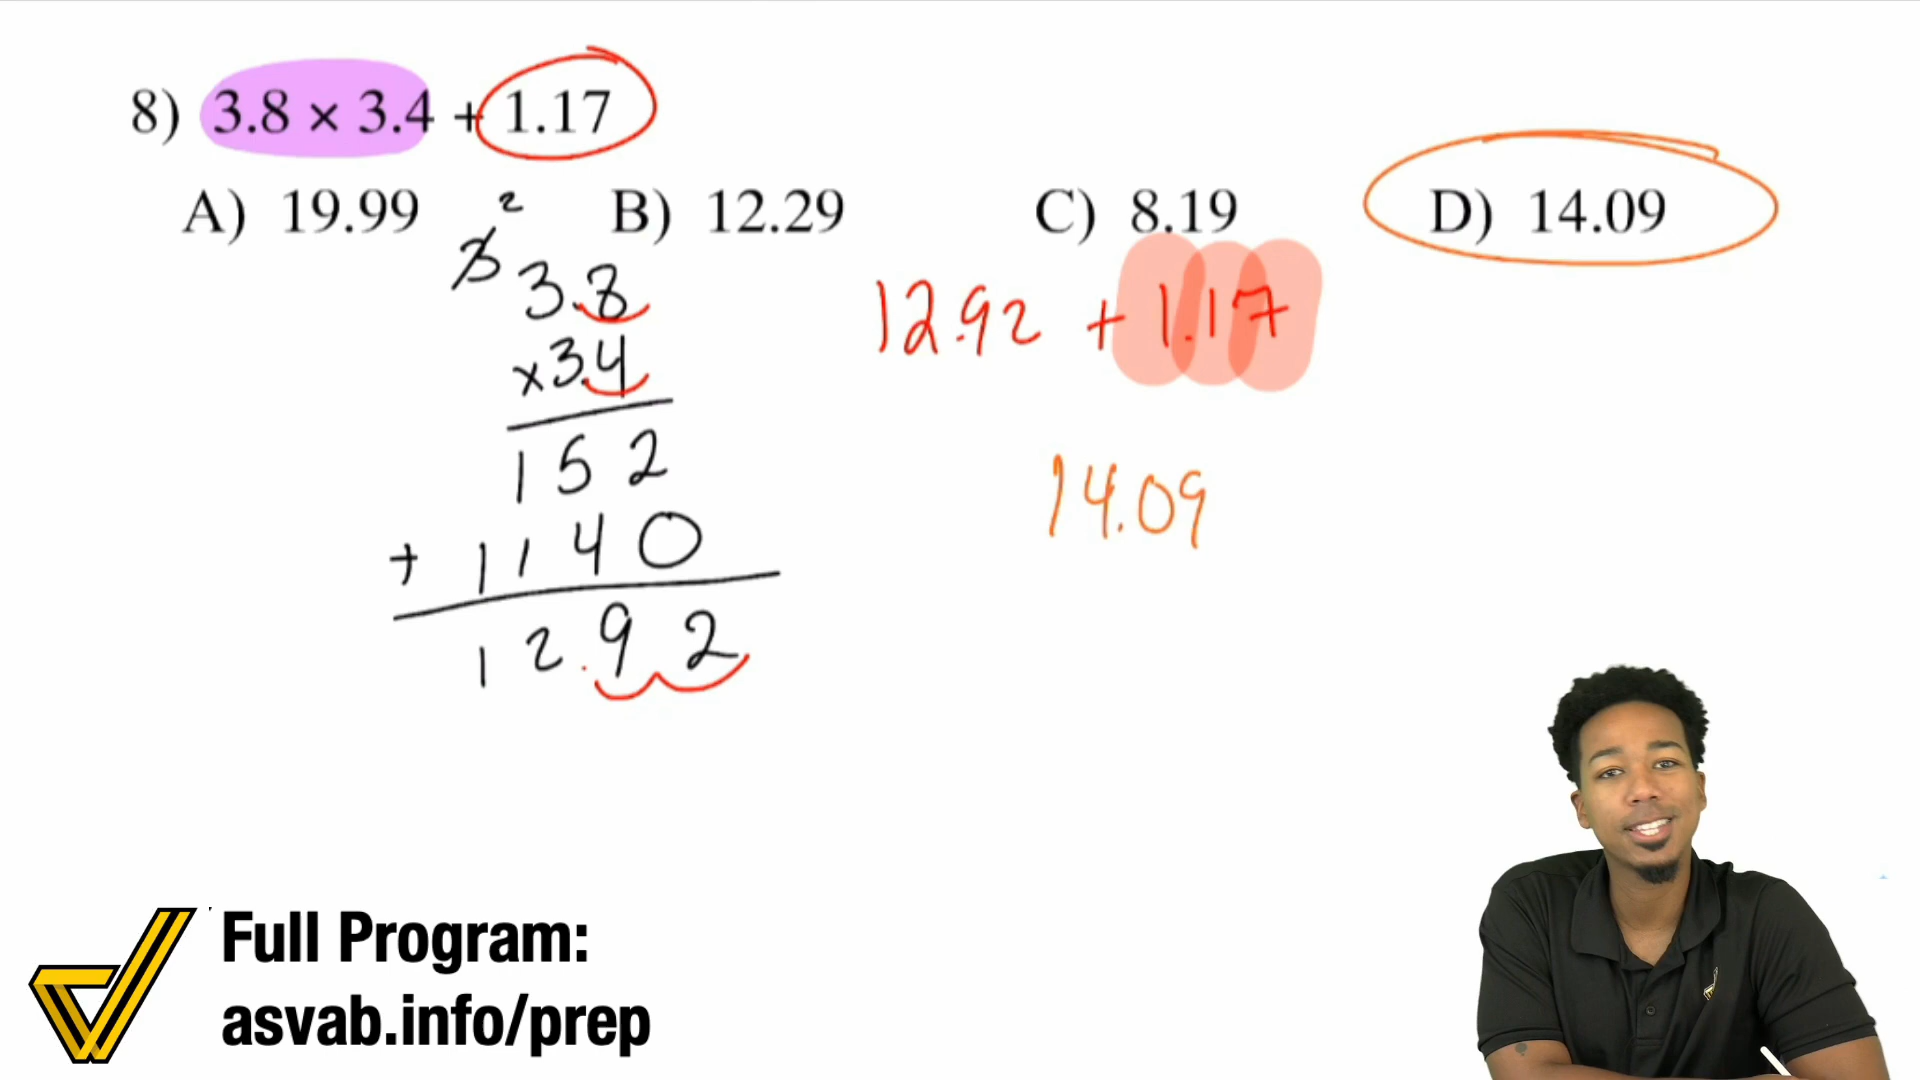 8) 3.8 × 3.4 + 1.17
A) 19.99 B) 12.29 C) 8.19 D) 14.09
2
3
3.8
×3.4
152
+ 1140
12.92
12.92 + 1.17
14.09
Full Program:
asvab.info/prep